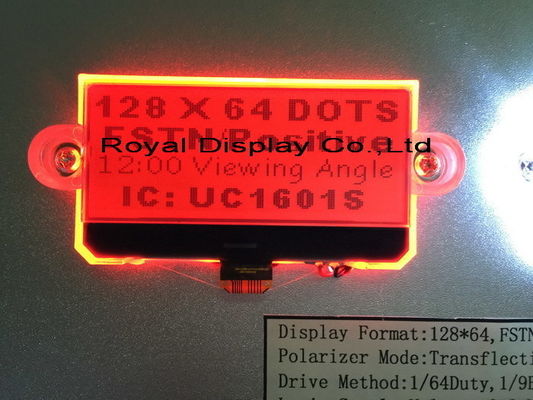 128 X 64 DOTS
FSTN/Positive
Royal Display Co.,Ltd
12:00 Viewing Angle
IC: UC1601S
Display Format:128*64,FSTN
Polarizer Mode:Transflecti
Drive Method:1/64Duty,1/9B